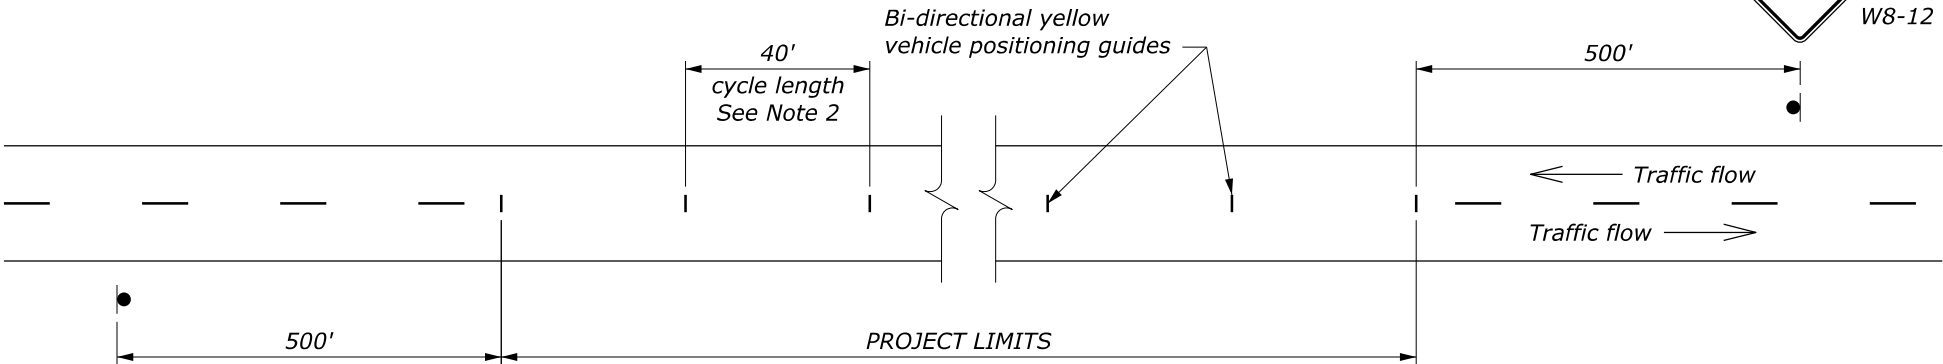 Bi-directional yellow
vehicle positioning guides
W8-12
40'
cycle length
See Note 2
500'
Traffic flow
Traffic flow
500'
PROJECT LIMITS